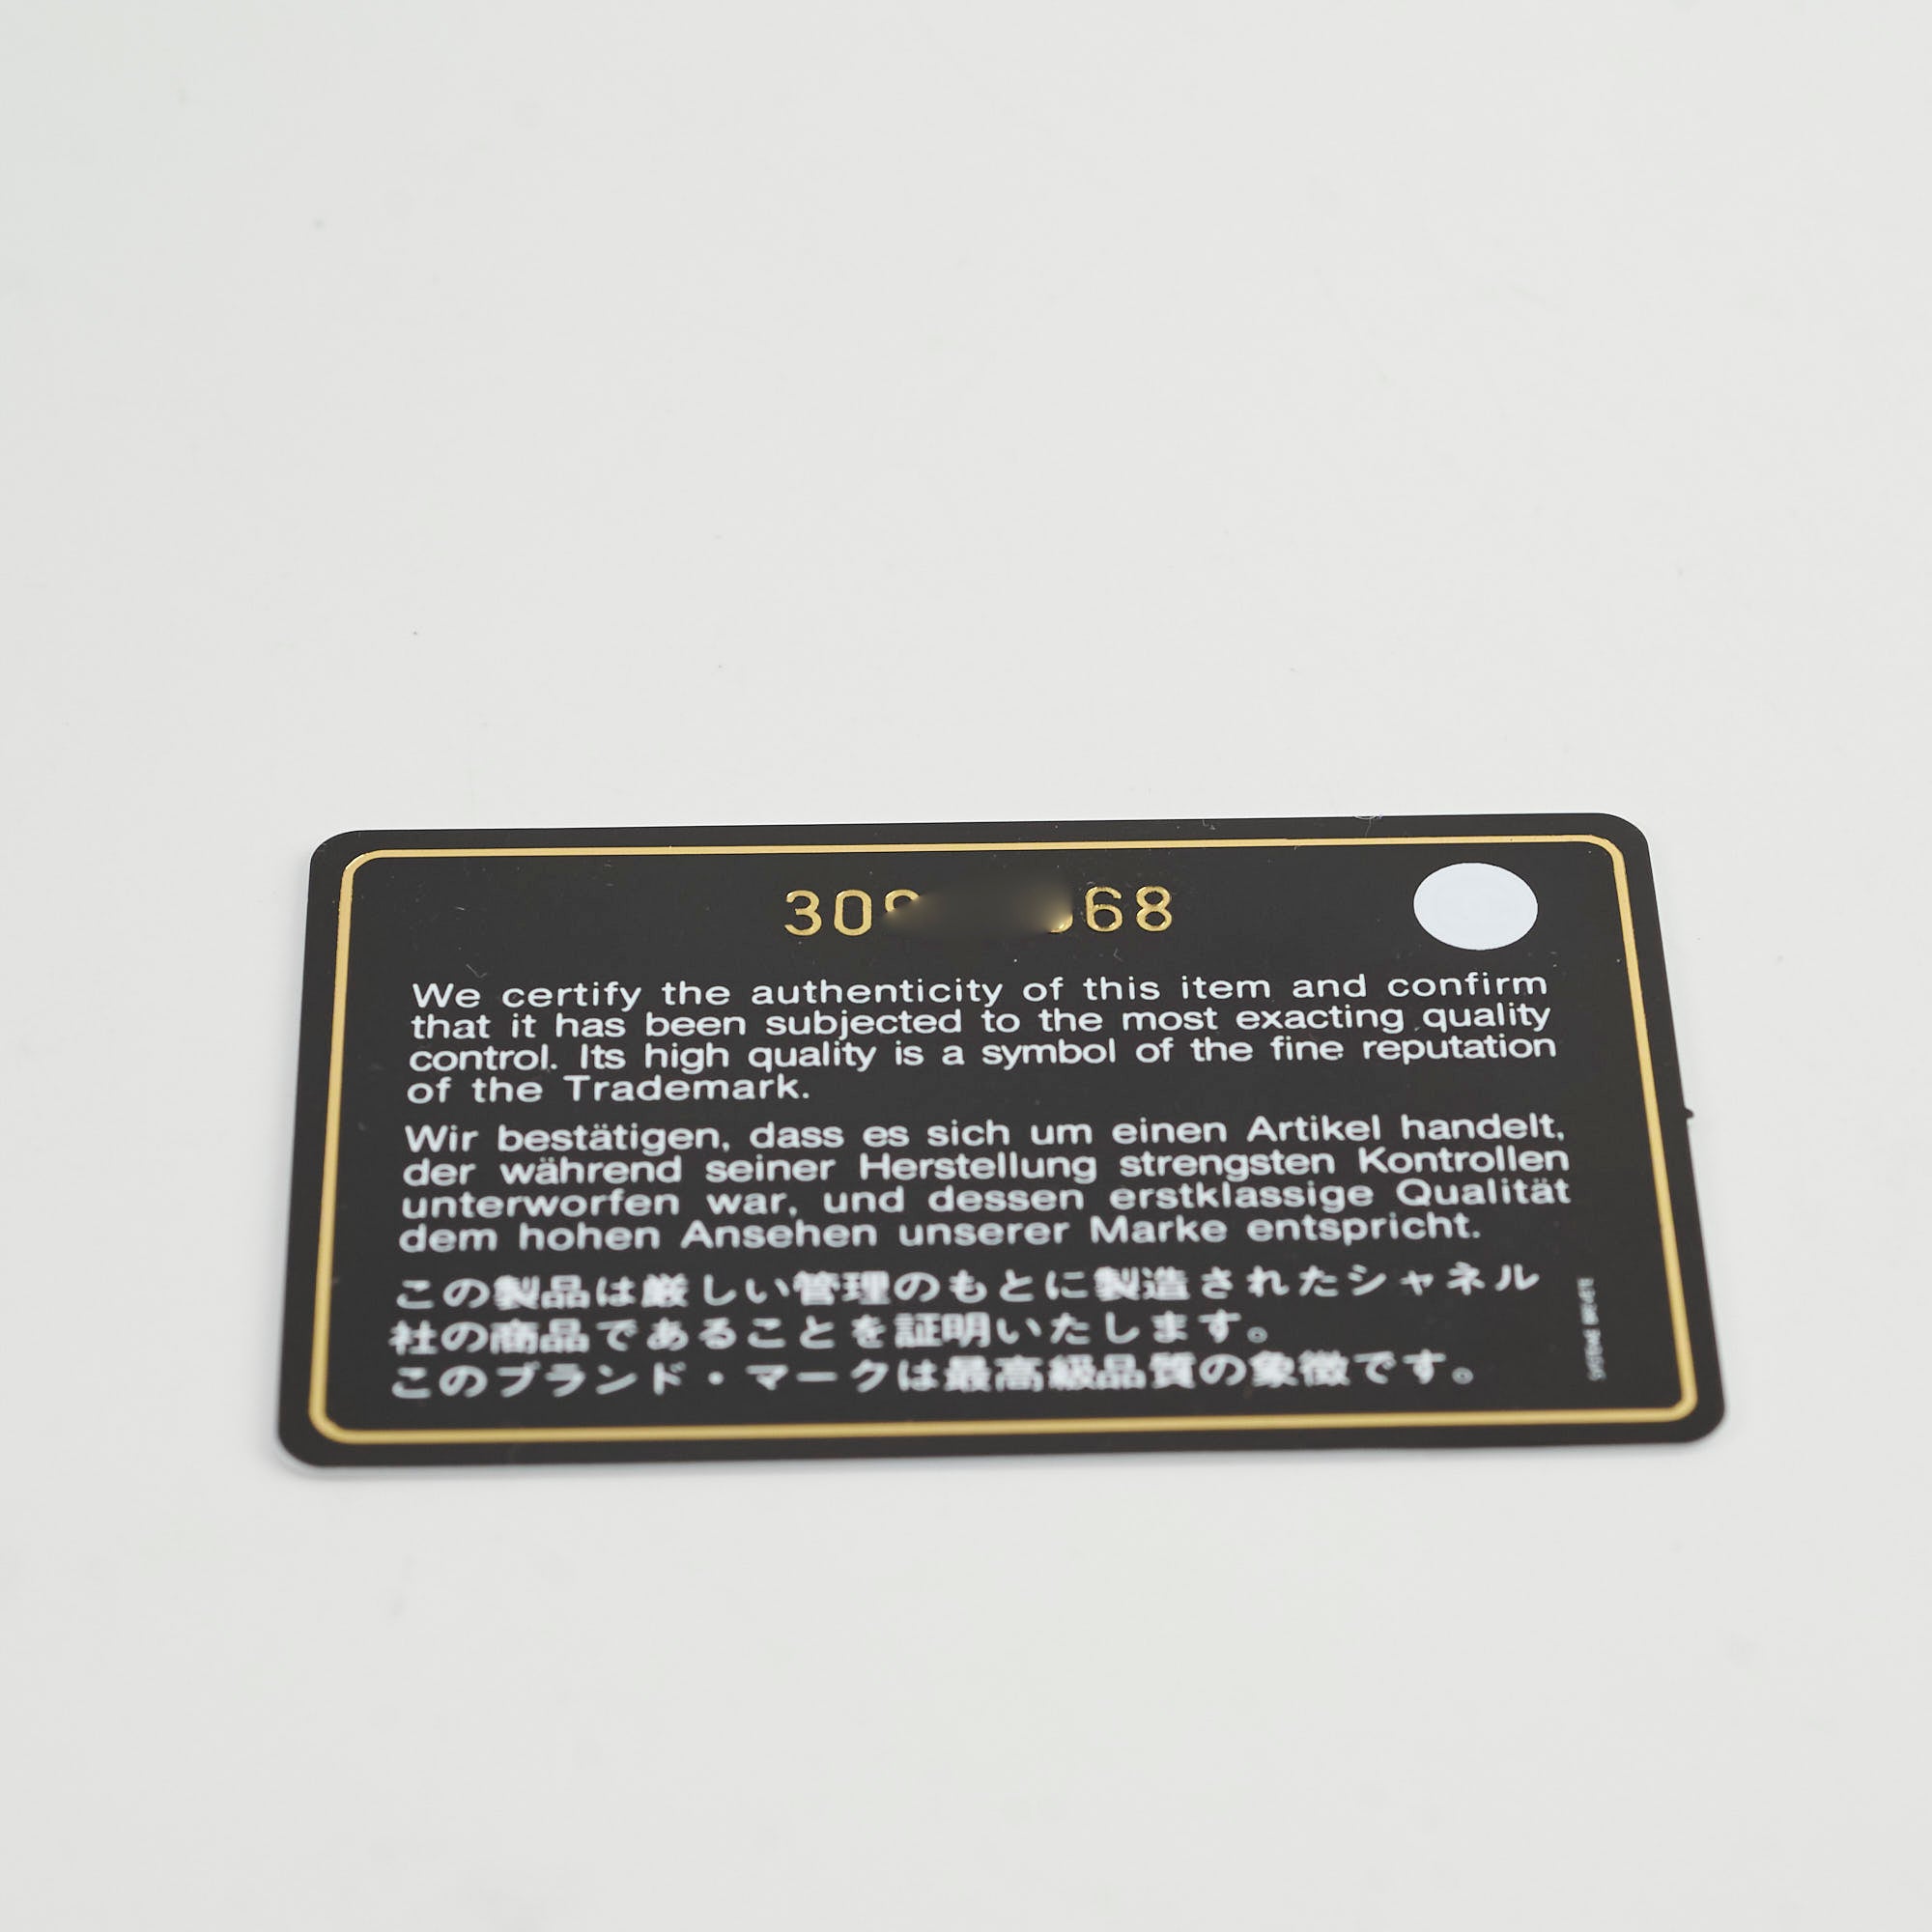 30 68
We certify the authenticity of this item and confirm
that it has been subjected to the most exacting quality
control. Its high quality is a symbol of the fine reputation
of the Trademark.
Wir bestätigen, dass es sich um einen Artikel handelt,
der während seiner Herstellung strengsten Kontrollen
unterworfen war, und dessen erstklassige Qualität
dem hohen Ansehen unserer Marke entspricht.
この製品は厳しい管理のもとに製造されたシャネル
社の商品であることを証明いたします。
このブランド・マークは最高級品質の象徴です。